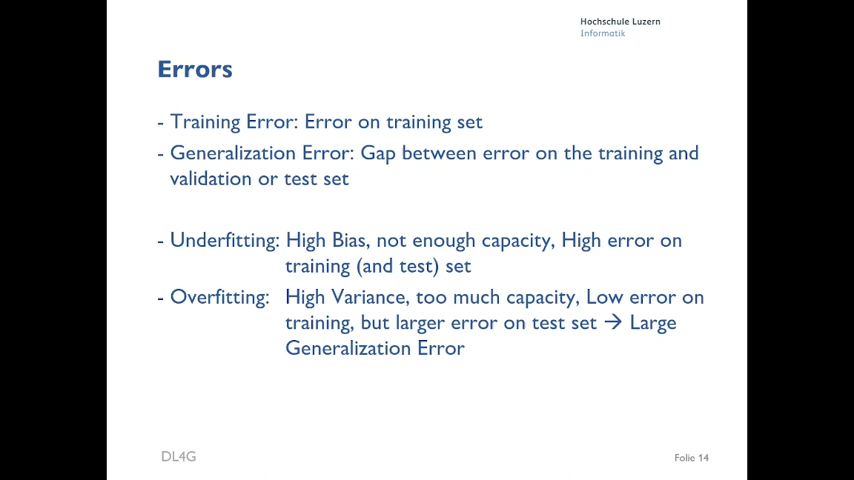 Hochschule Luzern
Informatik
Errors
- Training Error: Error on training set
- Generalization Error: Gap between error on the training and
validation or test set
- Underfitting: High Bias, not enough capacity, High error on
training (and test) set
- Overfitting: High Variance, too much capacity, Low error on
training, but larger error on test set → Large
Generalization Error
DL4G
Folie 14